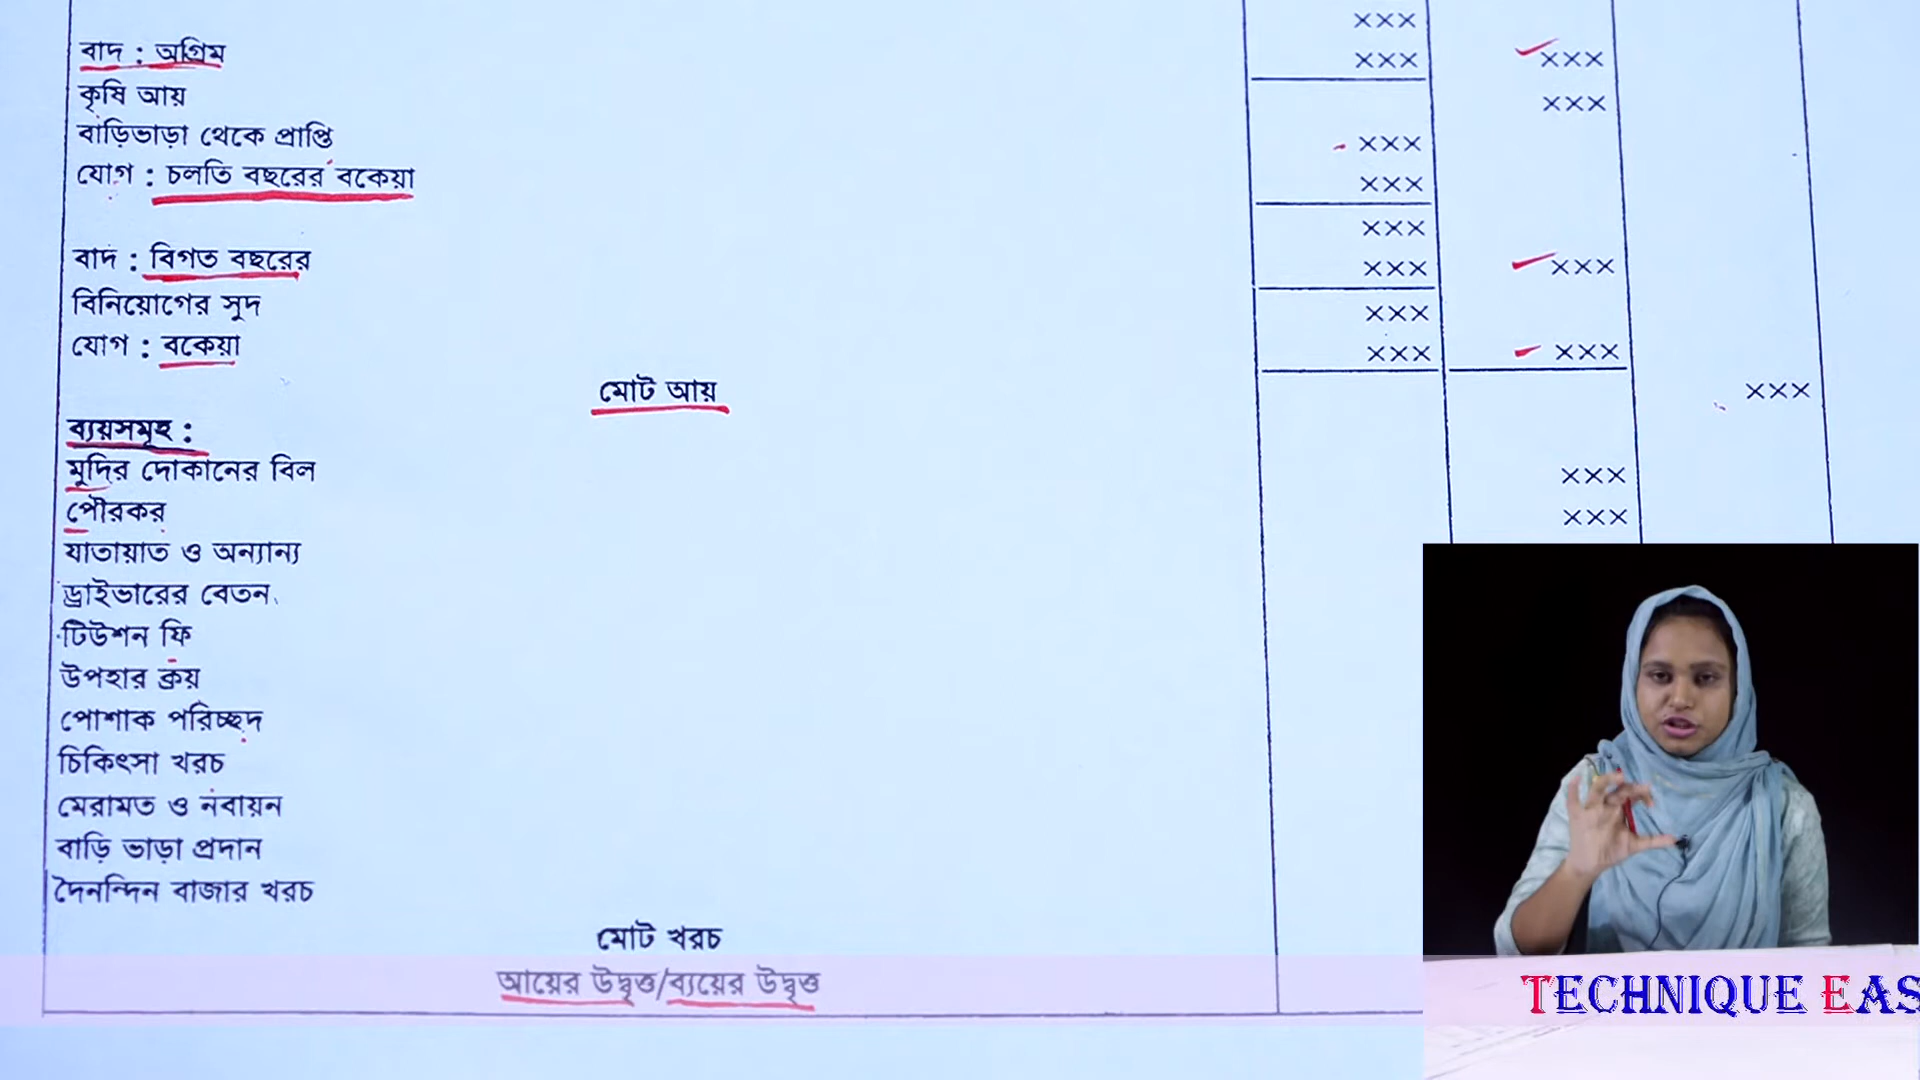 ××× 
বাদ : অগ্রিম ××× ×××
কৃষি আয় ×××
বাড়িভাড়া থেকে প্রাপ্তি ×××
যোগ : চলতি বছরের বকেয়া ×××
×××
বাদ : বিগত বছরের ××× ×××
বিনিয়োগের সুদ ×××
যোগ : বকেয়া ××× ×××
মোট আয় ×××
ব্যয়সমূহ :
মুদির দোকানের বিল ×××
পৌরকর ×××
যাতায়াত ও অন্যান্য
ড্রাইভারের বেতন
টিউশন ফি
উপহার ক্রয়
পোশাক পরিচ্ছদ
চিকিৎসা খরচ
মেরামত ও নবায়ন
বাড়ি ভাড়া প্রদান
দৈনন্দিন বাজার খরচ
মোট খরচ
আয়ের উদ্বৃত্ত/ব্যয়ের উদ্বৃত্ত
TECHNIQUE EAS